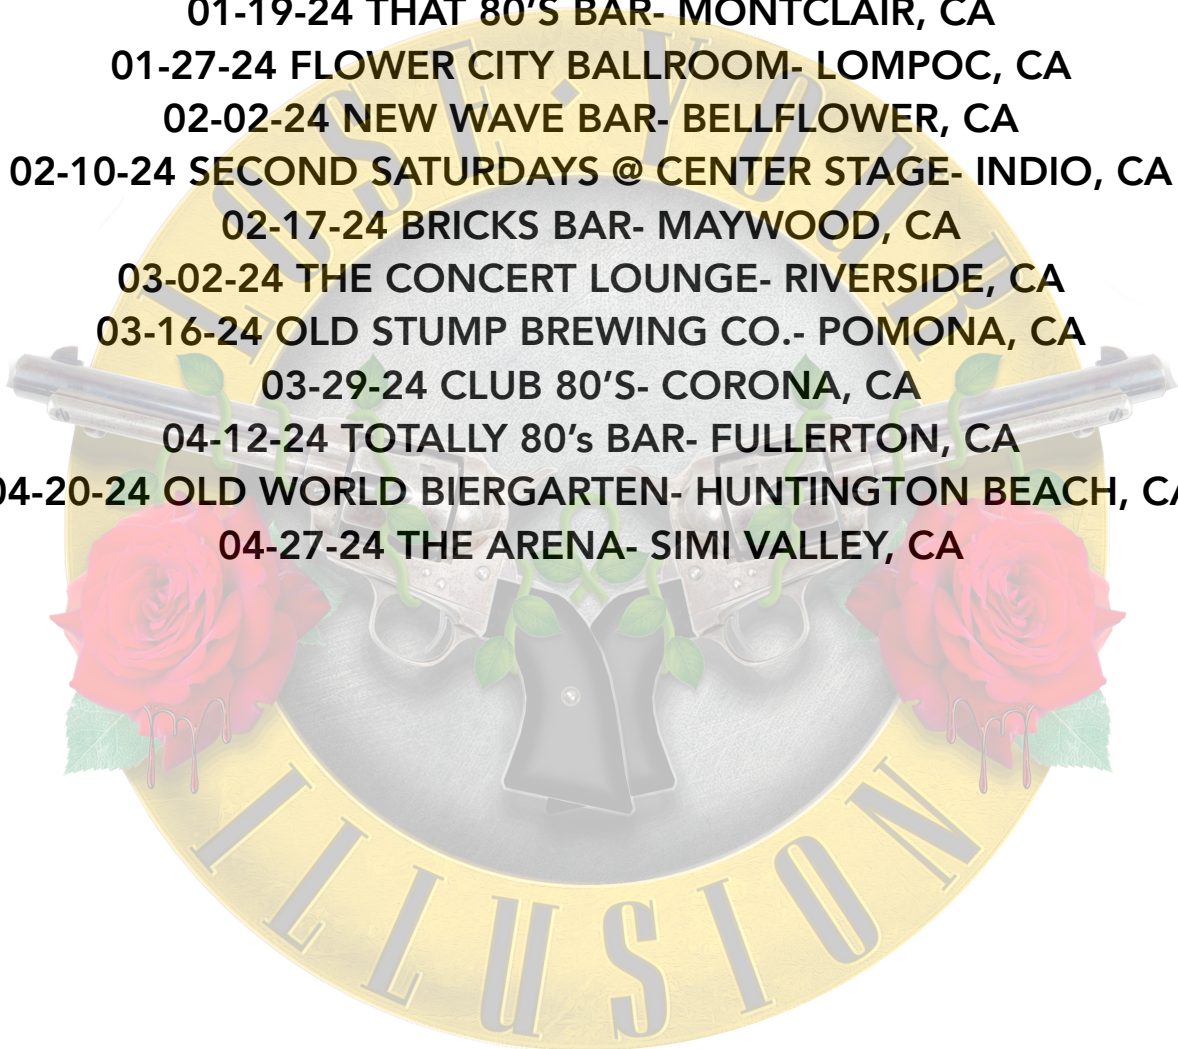 01-19-24 THAT 80'S BAR- MONTCLAIR, CA
01-27-24 FLOWER CITY BALLROOM- LOMPOC, CA
02-02-24 NEW WAVE BAR- BELLFLOWER, CA
02-10-24 SECOND SATURDAYS @ CENTER STAGE- INDIO, CA
02-17-24 BRICKS BAR- MAYWOOD, CA
03-02-24 THE CONCERT LOUNGE- RIVERSIDE, CA
03-16-24 OLD STUMP BREWING CO.- POMONA, CA
03-29-24 CLUB 80'S- CORONA, CA
04-12-24 TOTALLY 80's BAR- FULLERTON, CA
04-20-24 OLD WORLD BIERGARTEN- HUNTINGTON BEACH, CA
04-27-24 THE ARENA- SIMI VALLEY, CA
LOSE • YOUR
ILLUSION